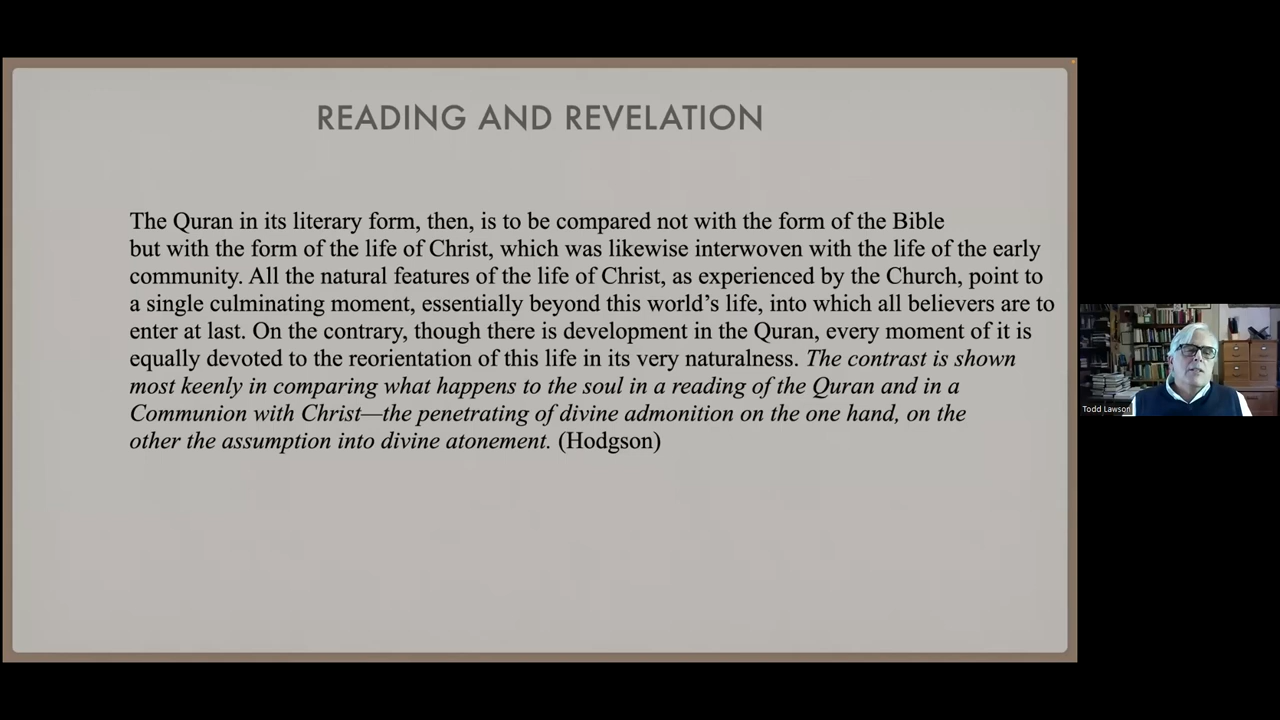 READING AND REVELATION
The Quran in its literary form, then, is to be compared not with the form of the Bible
but with the form of the life of Christ, which was likewise interwoven with the life of the early
community. All the natural features of the life of Christ, as experienced by the Church, point to
a single culminating moment, essentially beyond this world’s life, into which all believers are to
enter at last. On the contrary, though there is development in the Quran, every moment of it is
equally devoted to the reorientation of this life in its very naturalness. The contrast is shown
most keenly in comparing what happens to the soul in a reading of the Quran and in a
Communion with Christ—the penetrating of divine admonition on the one hand, on the
other the assumption into divine atonement. (Hodgson)
Todd Lawson